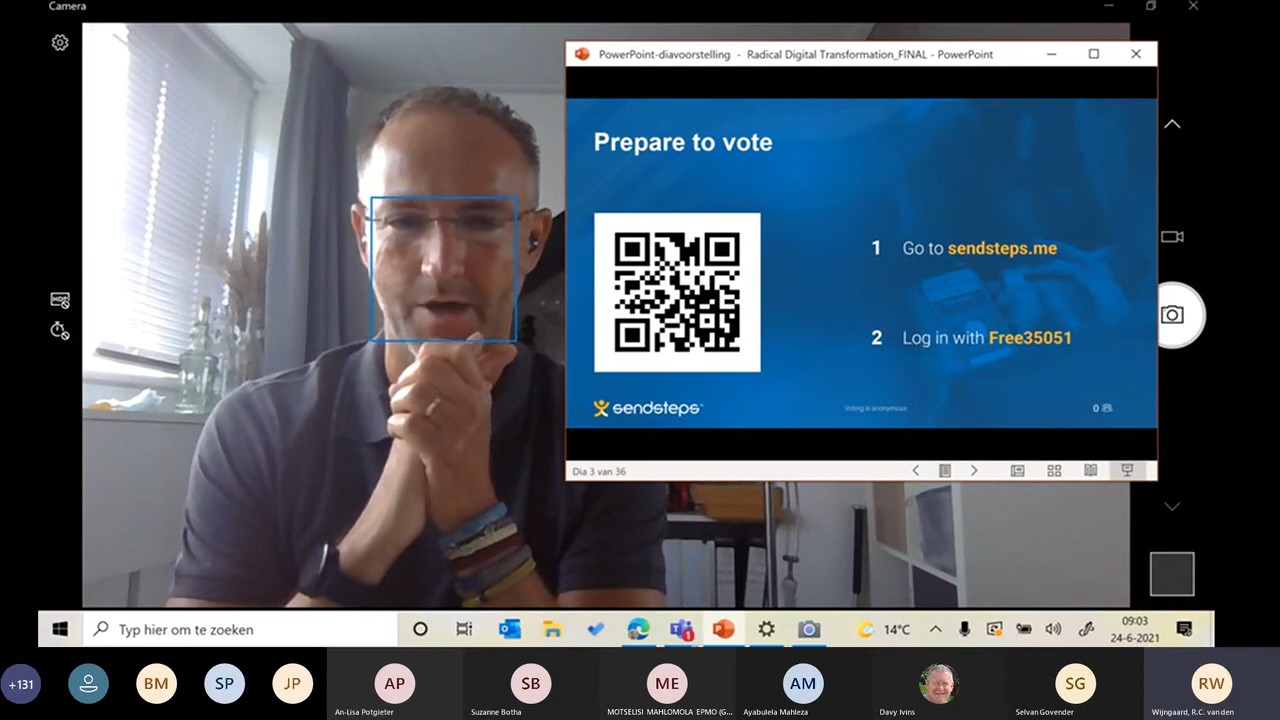 Camera
PowerPoint-diavoorstelling - Radical Digital Transformation_FINAL - PowerPoint
Prepare to vote
1 Go to sendsteps.me
2 Log in with Free35051
sendsteps™
Voting is anonymous
0
Dia 3 van 36
HDR
Typ hier om te zoeken
1
14°C
09:03
24-6-2021
+131
BM
SP
JP
AP
SB
ME
AM
SG
RW
An-Lisa Potgieter
Suzanne Botha
MOTSELISI MAHLOMOLA EPMO (G...
Ayabulela Mahleza
Davy Ivins
Selvan Govender
Wijngaard, R.C. van den